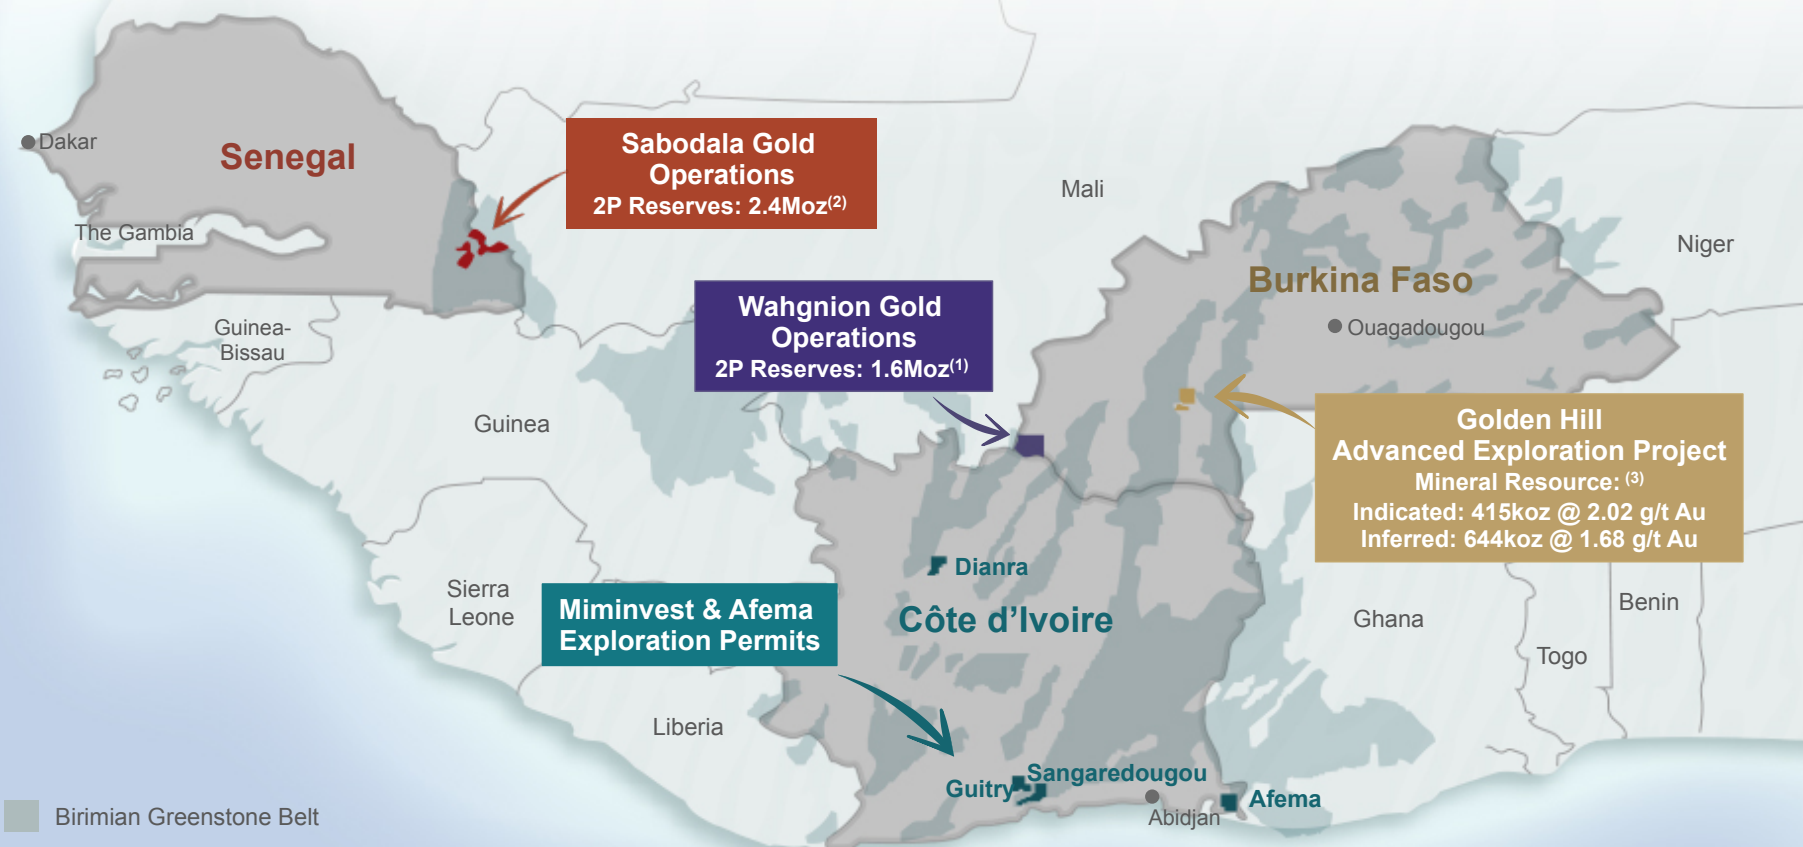 Dakar
Senegal
The Gambia
Sabodala Gold
Operations
2P Reserves: 2.4Moz(2)
Mali
Niger
Burkina Faso
Ouagadougou
Guinea-
Bissau
Wahgnion Gold
Operations
2P Reserves: 1.6Moz(1)
Guinea
Golden Hill
Advanced Exploration Project
Mineral Resource: (3)
Indicated: 415koz @ 2.02 g/t Au
Inferred: 644koz @ 1.68 g/t Au
Dianra
Sierra
Leone
Miminvest & Afema
Exploration Permits
Côte d’Ivoire
Ghana
Benin
Togo
Liberia
Guitry
Sangaredougou
Abidjan
Afema
Birimian Greenstone Belt